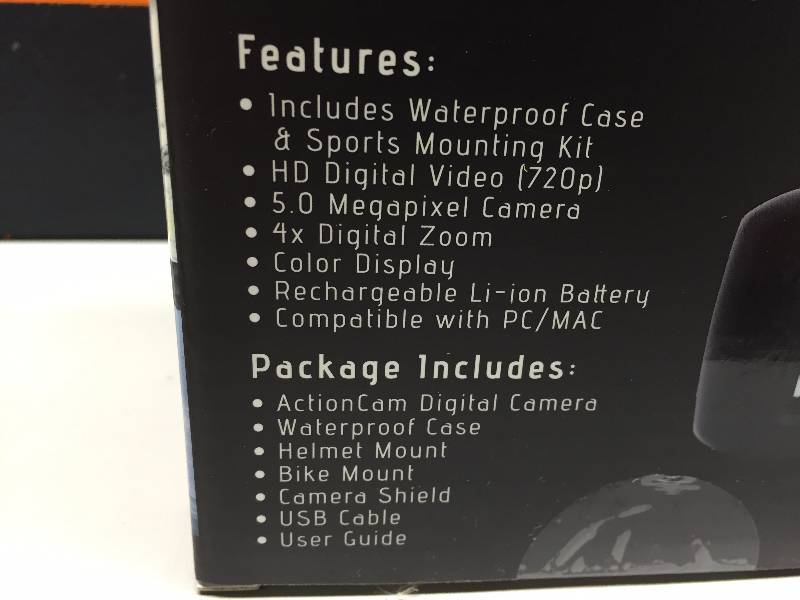 Features:
• Includes Waterproof Case
& Sports Mounting Kit
• HD Digital Video (720p)
• 5.0 Megapixel Camera
• 4x Digital Zoom
• Color Display
• Rechargeable Li-ion Battery
• Compatible with PC/MAC
Package Includes:
• ActionCam Digital Camera
• Waterproof Case
• Helmet Mount
• Bike Mount
• Camera Shield
• USB Cable
• User Guide